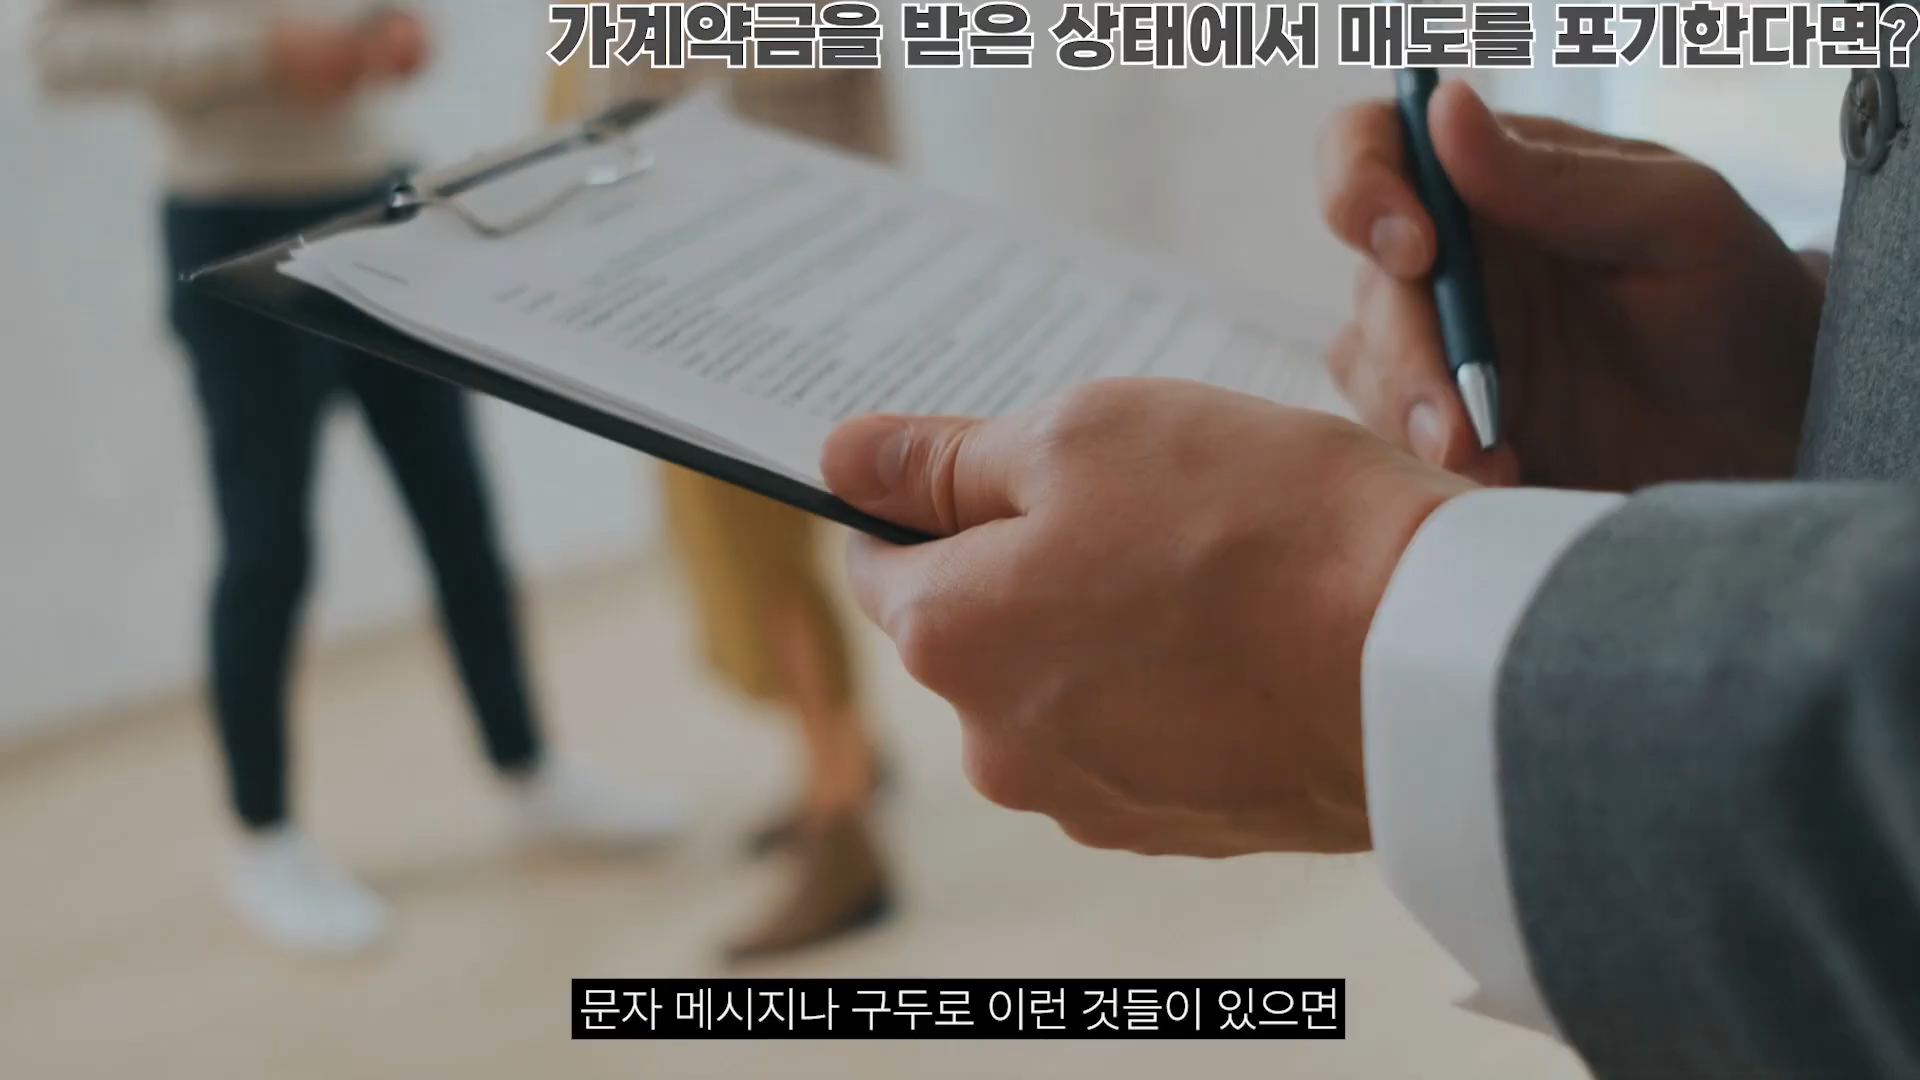 가계약금을 받은 상태에서 매도를 포기한다면?
문자 메시지나 구두로 이런 것들이 있으면